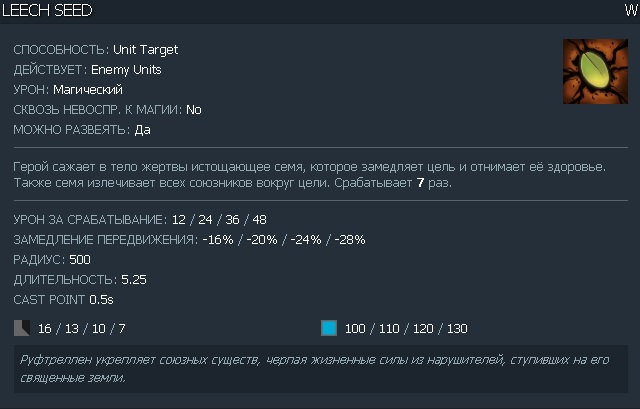 LEECH SEED W
СПОСОБНОСТЬ: Unit Target
ДЕЙСТВУЕТ: Enemy Units
УРОН: Магический
СКВОЗЬ НЕВОСПР. К МАГИИ: No
МОЖНО РАЗВЕЯТЬ: Да
Герой сажает в тело жертвы истощающее семя, которое замедляет цель и отнимает её здоровье.
Также семя излечивает всех союзников вокруг цели. Срабатывает 7 раз.
УРОН ЗА СРАБАТЫВАНИЕ: 12 / 24 / 36 / 48
ЗАМЕДЛЕНИЕ ПЕРЕДВИЖЕНИЯ: -16% / -20% / -24% / -28%
РАДИУС: 500
ДЛИТЕЛЬНОСТЬ: 5.25
CAST POINT 0.5s
16 / 13 / 10 / 7 100 / 110 / 120 / 130
Руфтреллен укрепляет союзных существ, черпая жизненные силы из нарушителей, ступивших на его
священные земли.